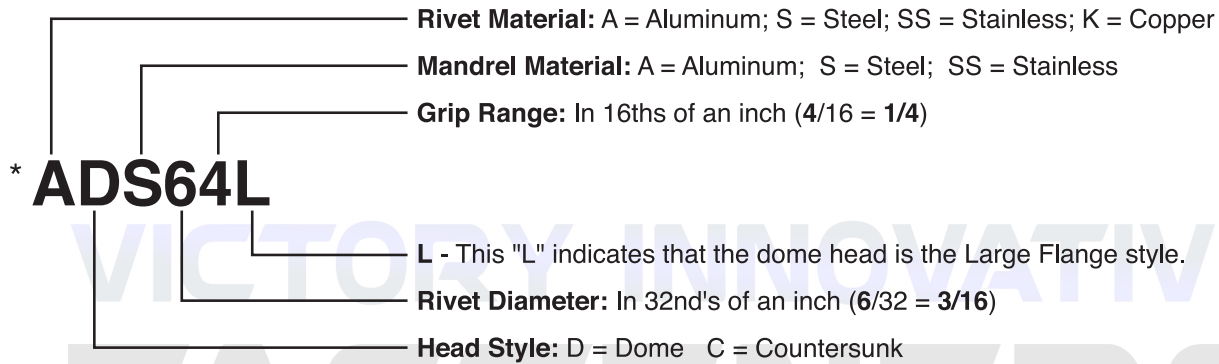 Rivet Material: A = Aluminum; S = Steel; SS = Stainless; K = Copper
Mandrel Material: A = Aluminum; S = Steel; SS = Stainless
Grip Range: In 16ths of an inch (4/16 = 1/4)
* ADS64L
VICTORY INNOVATIV
L - This "L" indicates that the dome head is the Large Flange style.
Rivet Diameter: In 32nd's of an inch (6/32 = 3/16)
Head Style: D = Dome C = Countersunk